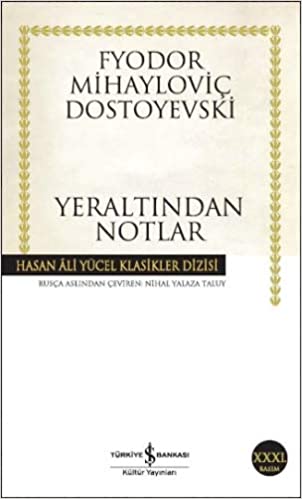 FYODOR
MİHAYLOVİÇ
DOSTOYEVSKİ
YERALTINDAN
NOTLAR
HASAN ÂLİ YÜCEL KLASİKLER DİZİSİ
RUSÇA ASLINDAN ÇEVİREN: NİHAL YALAZA TALUY
XXXI.
BASIM
TÜRKİYE BANKASI
Kültür Yayınları